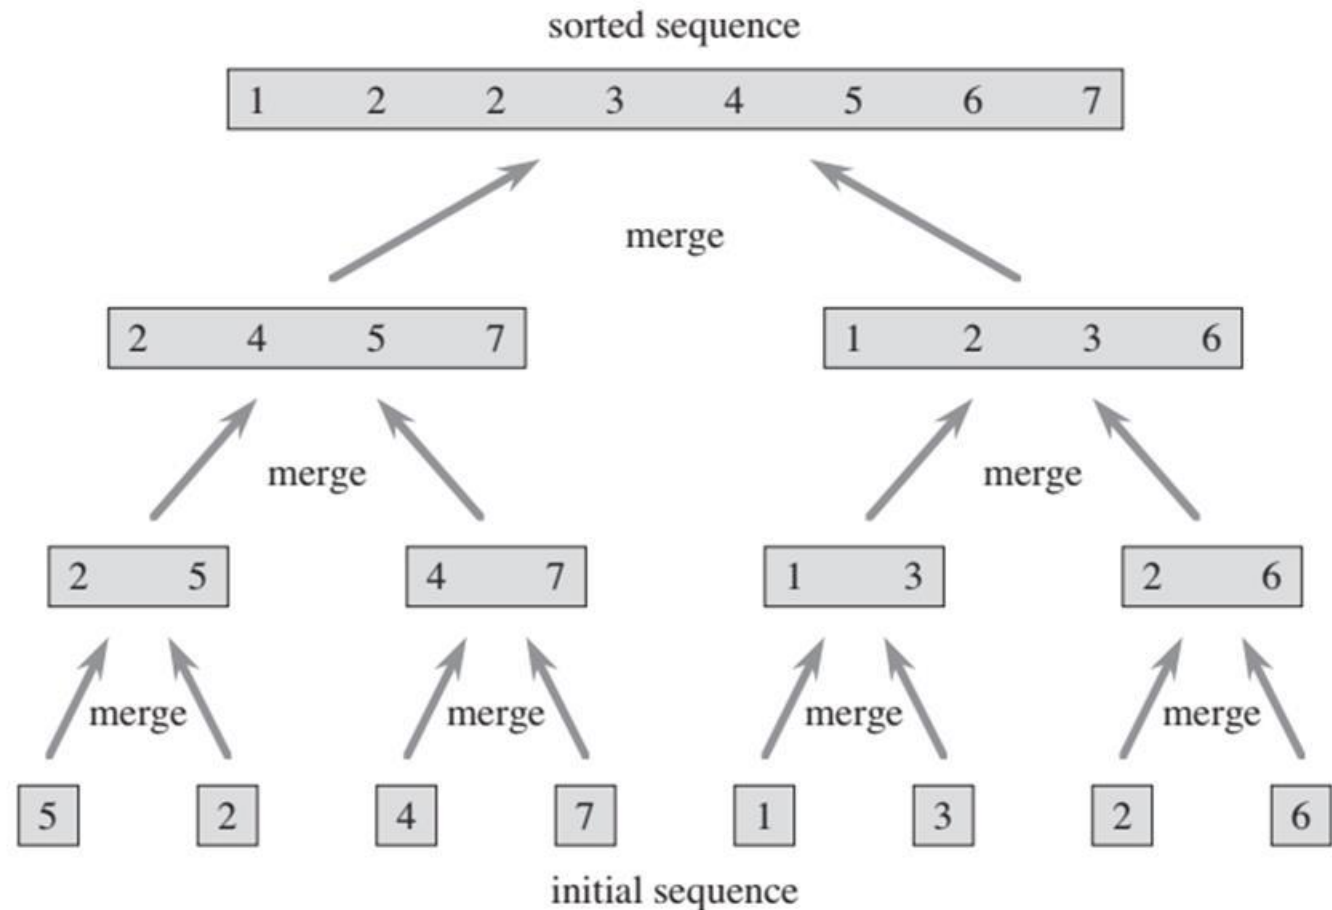 sorted sequence
1 2 2 3 4 5 6 7
merge
2 4 5 7 1 2 3 6
merge merge
2 5 4 7 1 3 2 6
merge merge merge merge
5 2 4 7 1 3 2 6
initial sequence